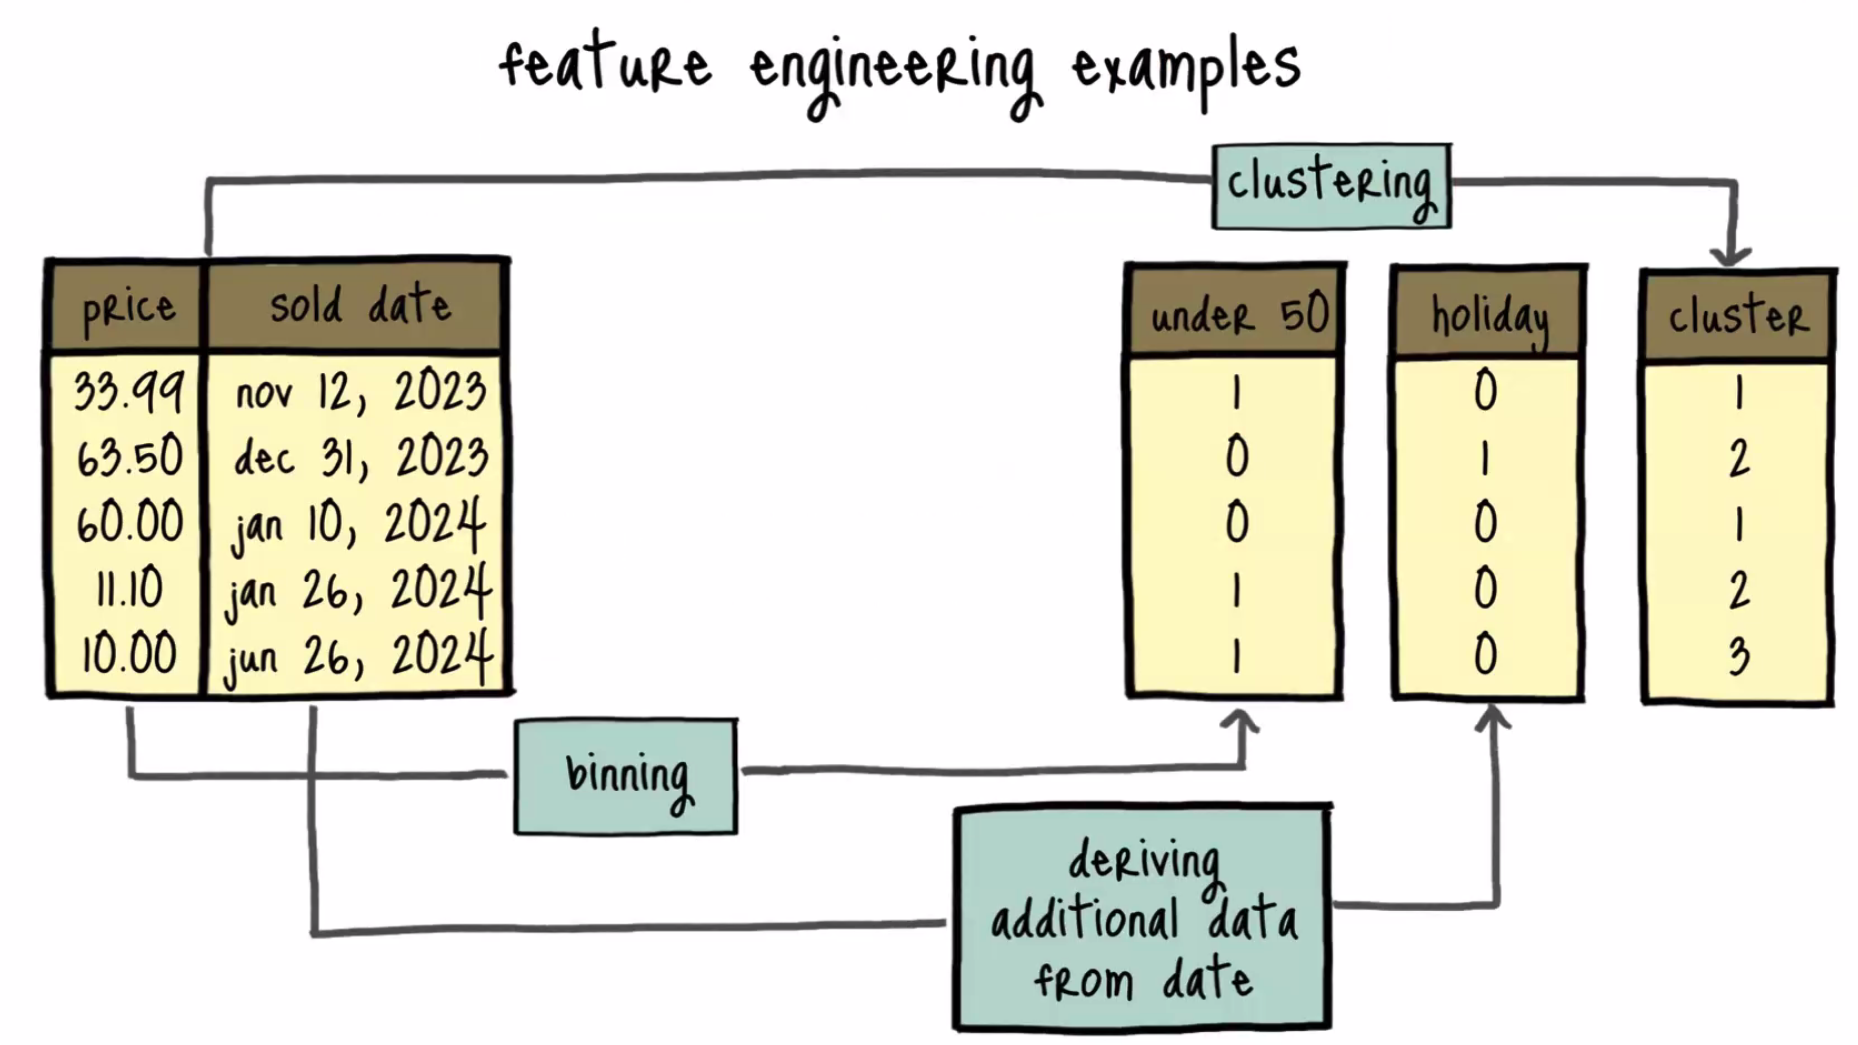 feature engineering examples
clustering
price sold date
33.99 nov 12, 2023
63.50 dec 31, 2023
60.00 jan 10, 2024
11.10 jan 26, 2024
10.00 jun 26, 2024
under 50
1
0
0
1
1
holiday
0
1
0
0
0
cluster
1
2
1
2
3
binning
deriving
additional data
from date